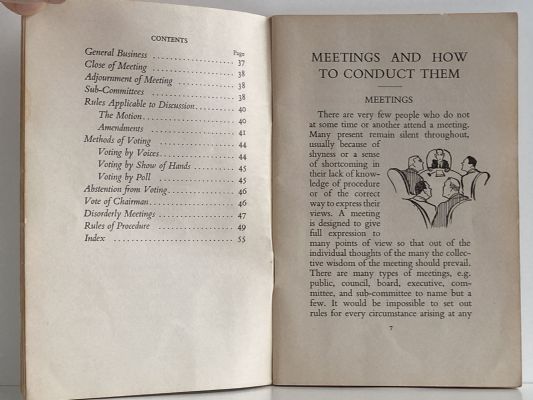 CONTENTS
Page
General Business .................. 37
Close of Meeting .................. 38
Adjournment of Meeting .................. 38
Sub-Committees .................. 38
Rules Applicable to Discussion .................. 40
The Motion .................. 40
Amendments .................. 41
Methods of Voting .................. 44
Voting by Voices .................. 44
Voting by Show of Hands .................. 45
Voting by Poll .................. 45
Abstention from Voting .................. 46
Vote of Chairman .................. 46
Disorderly Meetings .................. 47
Rules of Procedure .................. 49
Index .................. 55
MEETINGS AND HOW
TO CONDUCT THEM
MEETINGS
There are very few people who do not
at some time or another attend a meeting.
Many present remain silent throughout,
usually because of
shyness or a sense
of shortcoming in
their lack of know-
ledge of procedure
or of the correct
way to express their
views. A meeting
is designed to give
full expression to
many points of view so that out of the
individual thoughts of the many the collec-
tive wisdom of the meeting should prevail.
There are many types of meetings, e.g.
public, council, board, executive, com-
mittee, and sub-committee to name but a
few. It would be impossible to set out
rules for every circumstance arising at any
7